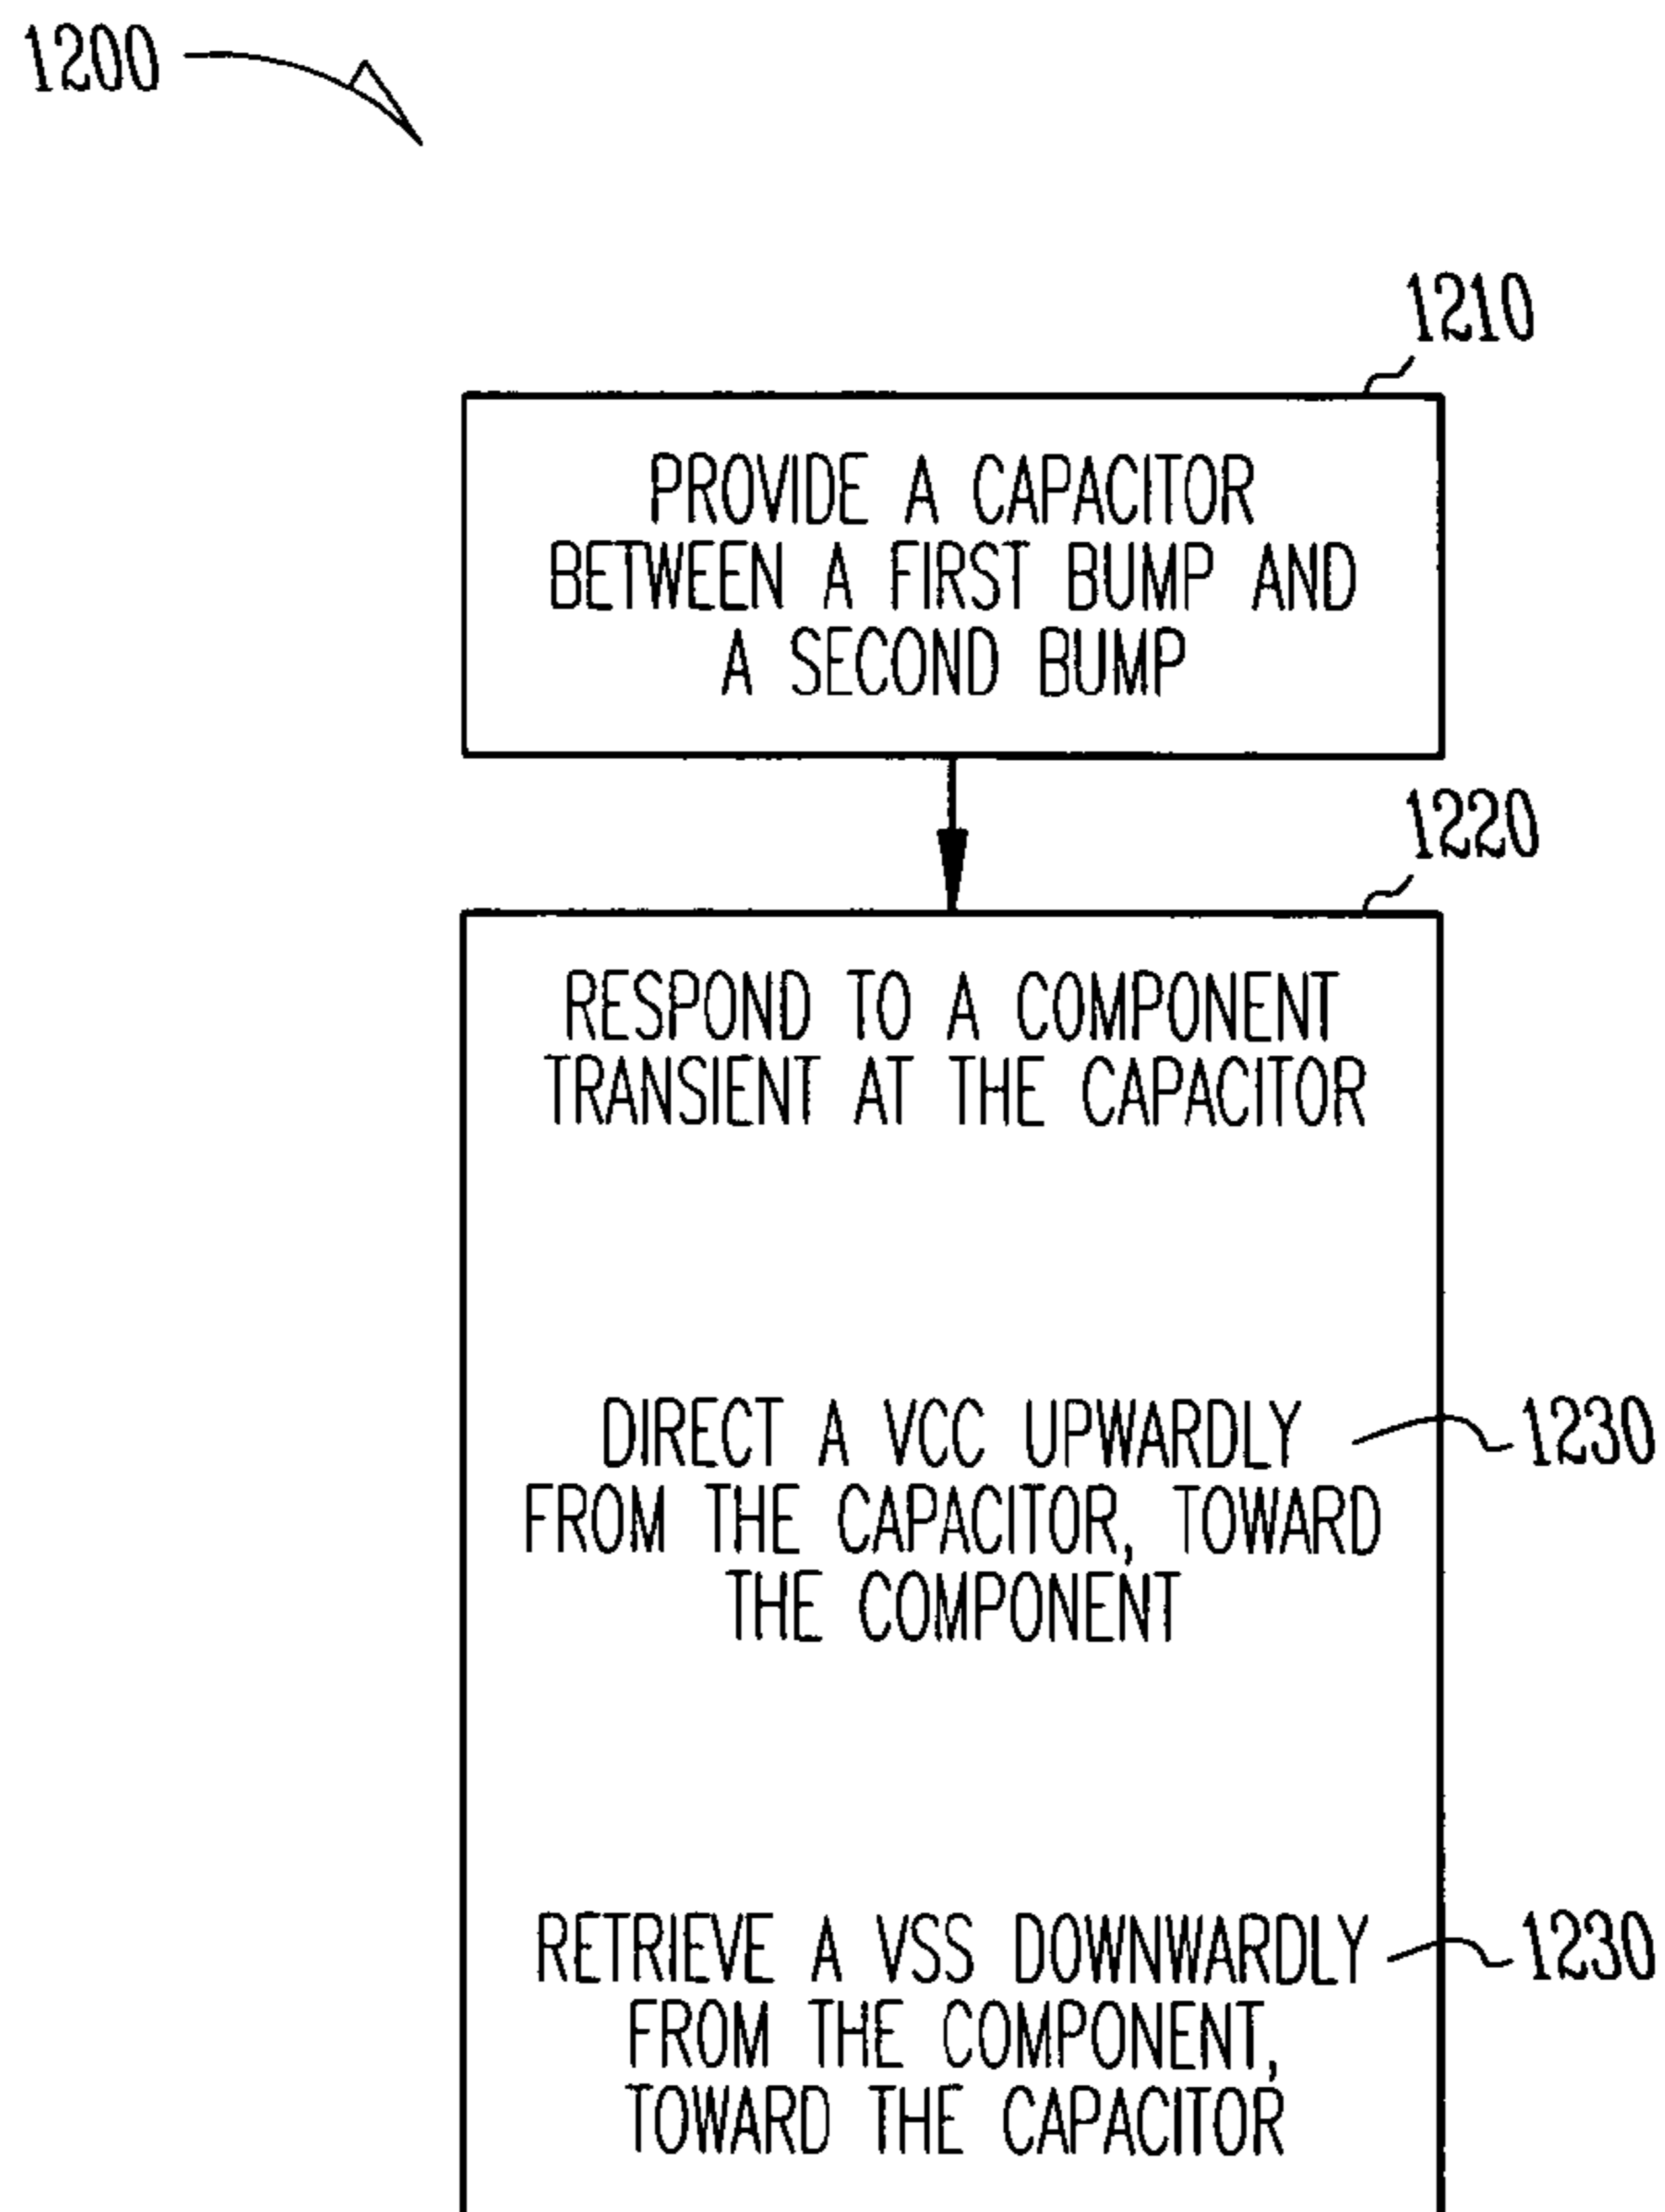 1200
1210
PROVIDE A CAPACITOR
BETWEEN A FIRST BUMP AND
A SECOND BUMP
1220
RESPOND TO A COMPONENT
TRANSIENT AT THE CAPACITOR
DIRECT A VCC UPWARDLY
1230
FROM THE CAPACITOR, TOWARD
THE COMPONENT
RETRIEVE A VSS DOWNWARDLY
1230
FROM THE COMPONENT,
TOWARD THE CAPACITOR